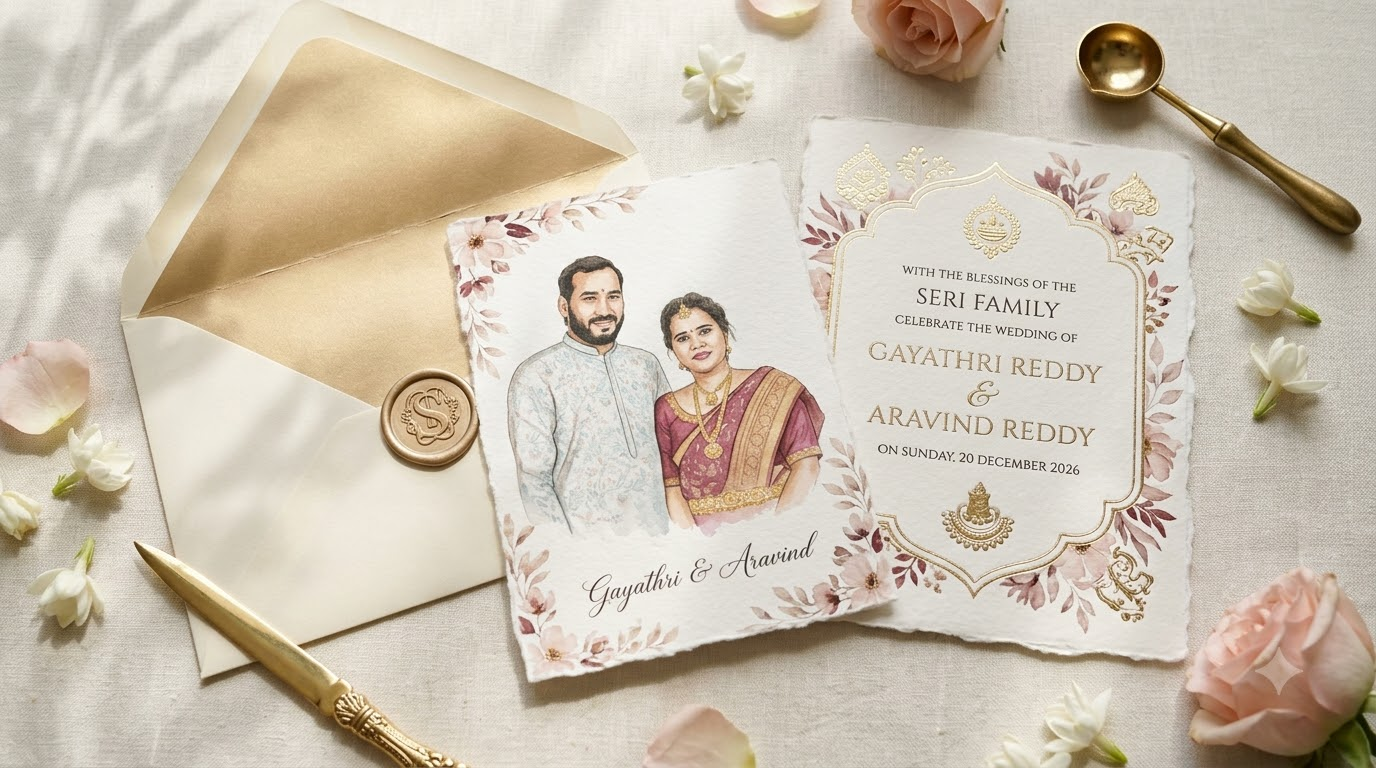 S
Gayathri & Aravind
WITH THE BLESSINGS OF THE
SERI FAMILY
CELEBRATE THE WEDDING OF
GAYATHRI REDDY
&
ARAVIND REDDY
ON SUNDAY, 20 DECEMBER 2026